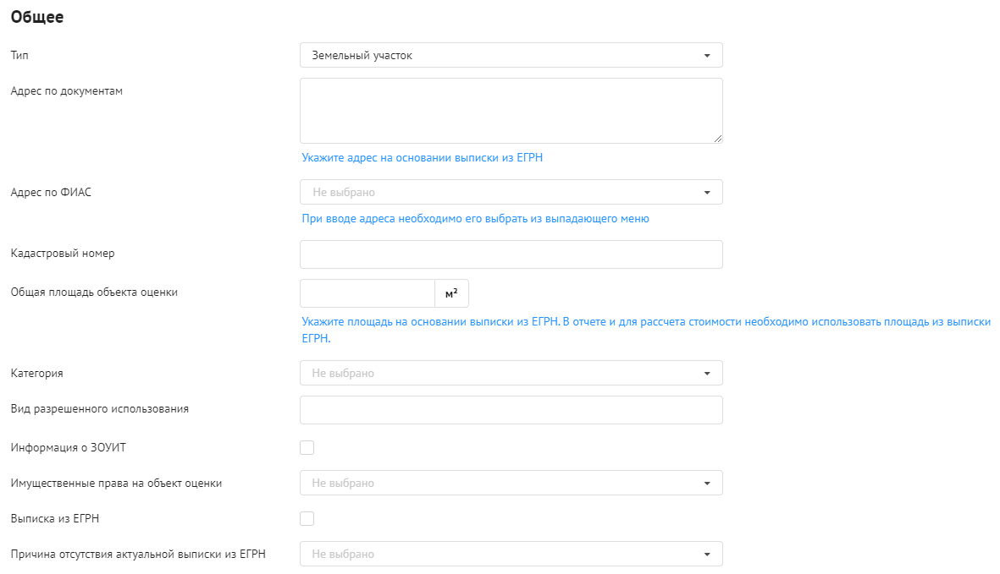 Общее
Тип
Земельный участок
Адрес по документам
Укажите адрес на основании выписки из ЕГРН
Адрес по ФИАС
Не выбрано
При вводе адреса необходимо его выбрать из выпадающего меню
Кадастровый номер
Общая площадь объекта оценки
м²
Укажите площадь на основании выписки из ЕГРН. В отчете и для рассчета стоимости необходимо использовать площадь из выписки
ЕГРН.
Категория
Не выбрано
Вид разрешенного использования
Информация о ЗОУИТ
Имущественные права на объект оценки
Не выбрано
Выписка из ЕГРН
Причина отсутствия актуальной выписки из ЕГРН
Не выбрано